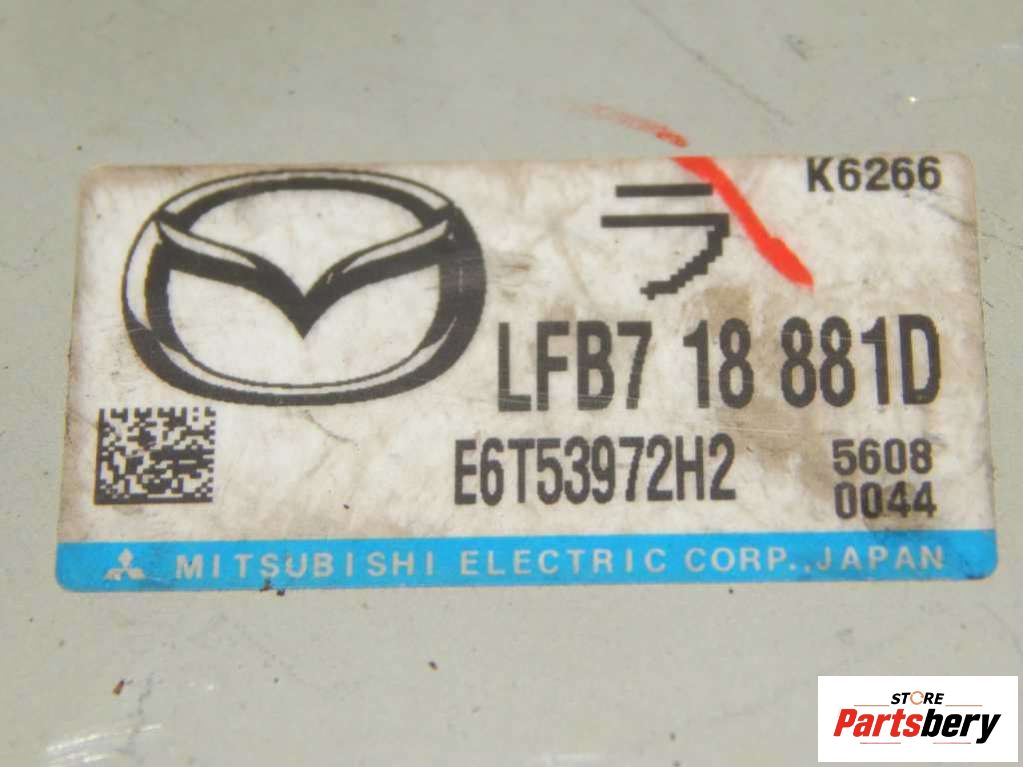 K6266
ラ
LFB7 18 881D
E6T53972H2
5608
0044
MITSUBISHI ELECTRIC CORP., JAPAN
STORE
Partsbery